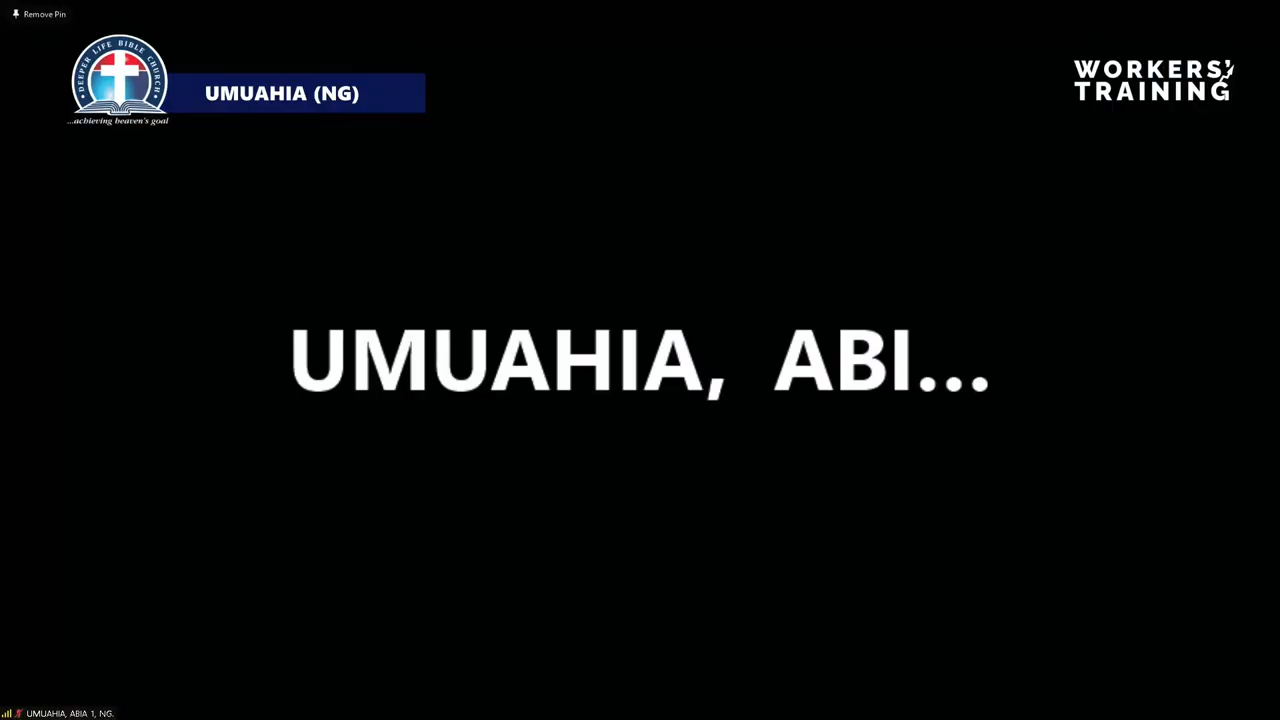 Remove Pin
DEEPER LIFE BIBLE CHURCH
...achieving heaven's goal
UMUAHIA (NG)
WORKERS'
TRAINING
UMUAHIA, ABI...
UMUAHIA, ABIA 1, NG.